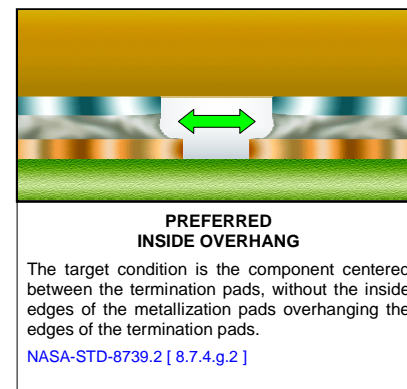 PREFERRED
INSIDE OVERHANG
The target condition is the component centered
between the termination pads, without the inside
edges of the metallization pads overhanging the
edges of the termination pads.
NASA-STD-8739.2 [ 8.7.4.g.2 ]